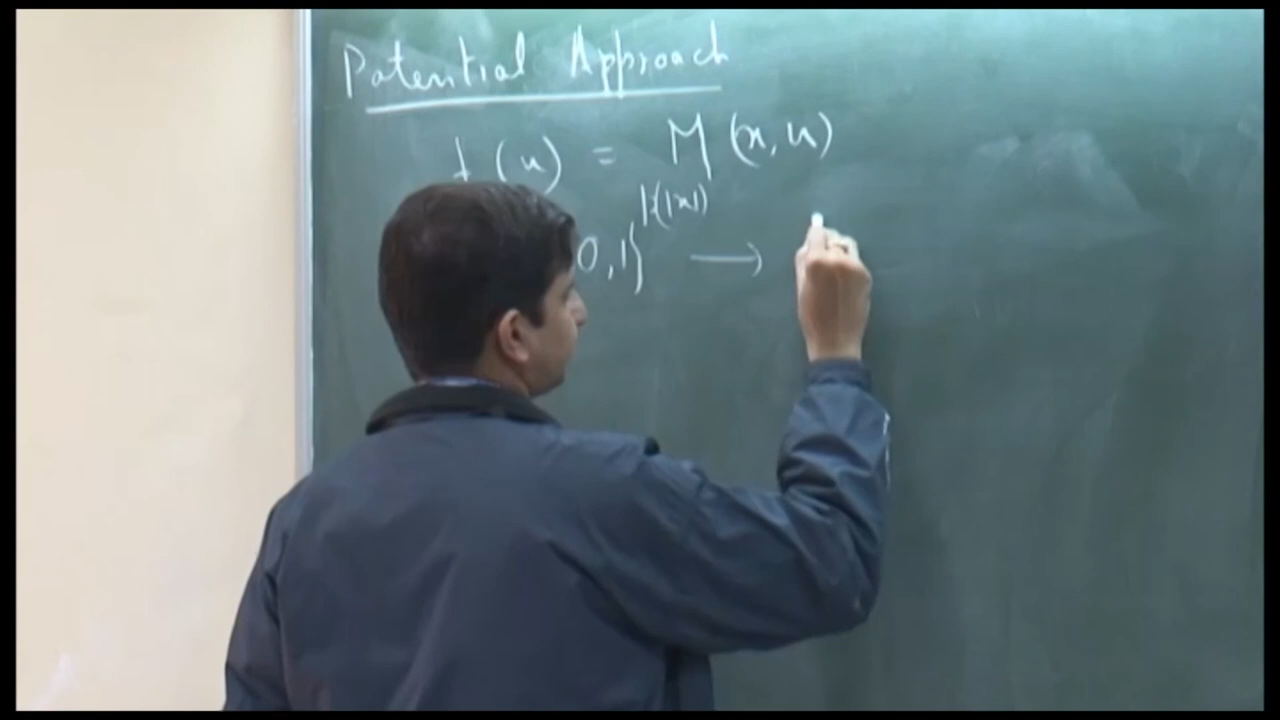 Potential Approach
f(u) = M(x, u)
0,1}^{p(|x|)} →